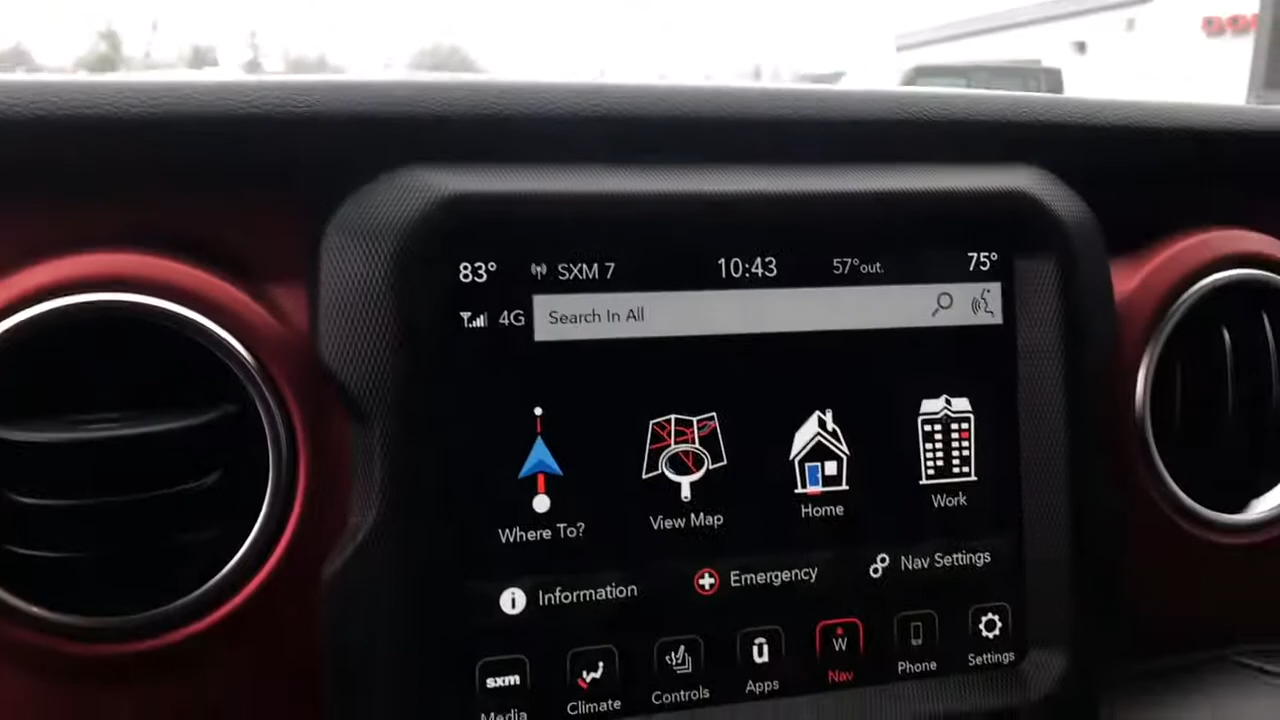 83° SXM 7 10:43 57°out. 75°
4G Search In All
Where To? View Map Home Work
Information Emergency Nav Settings
sxm û W
Media Climate Controls Apps Nav Phone Settings